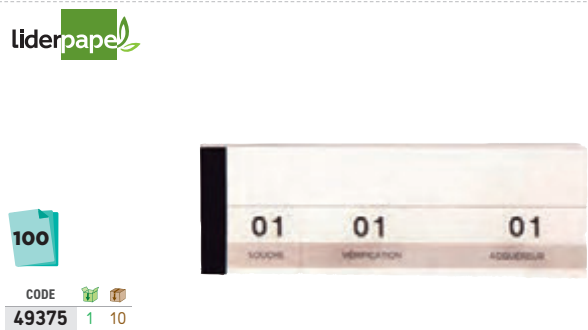 liderpapel
01 01 01
SOUCHE VÉRIFICATION ACQUÉREUR
100
CODE
49375 1 10